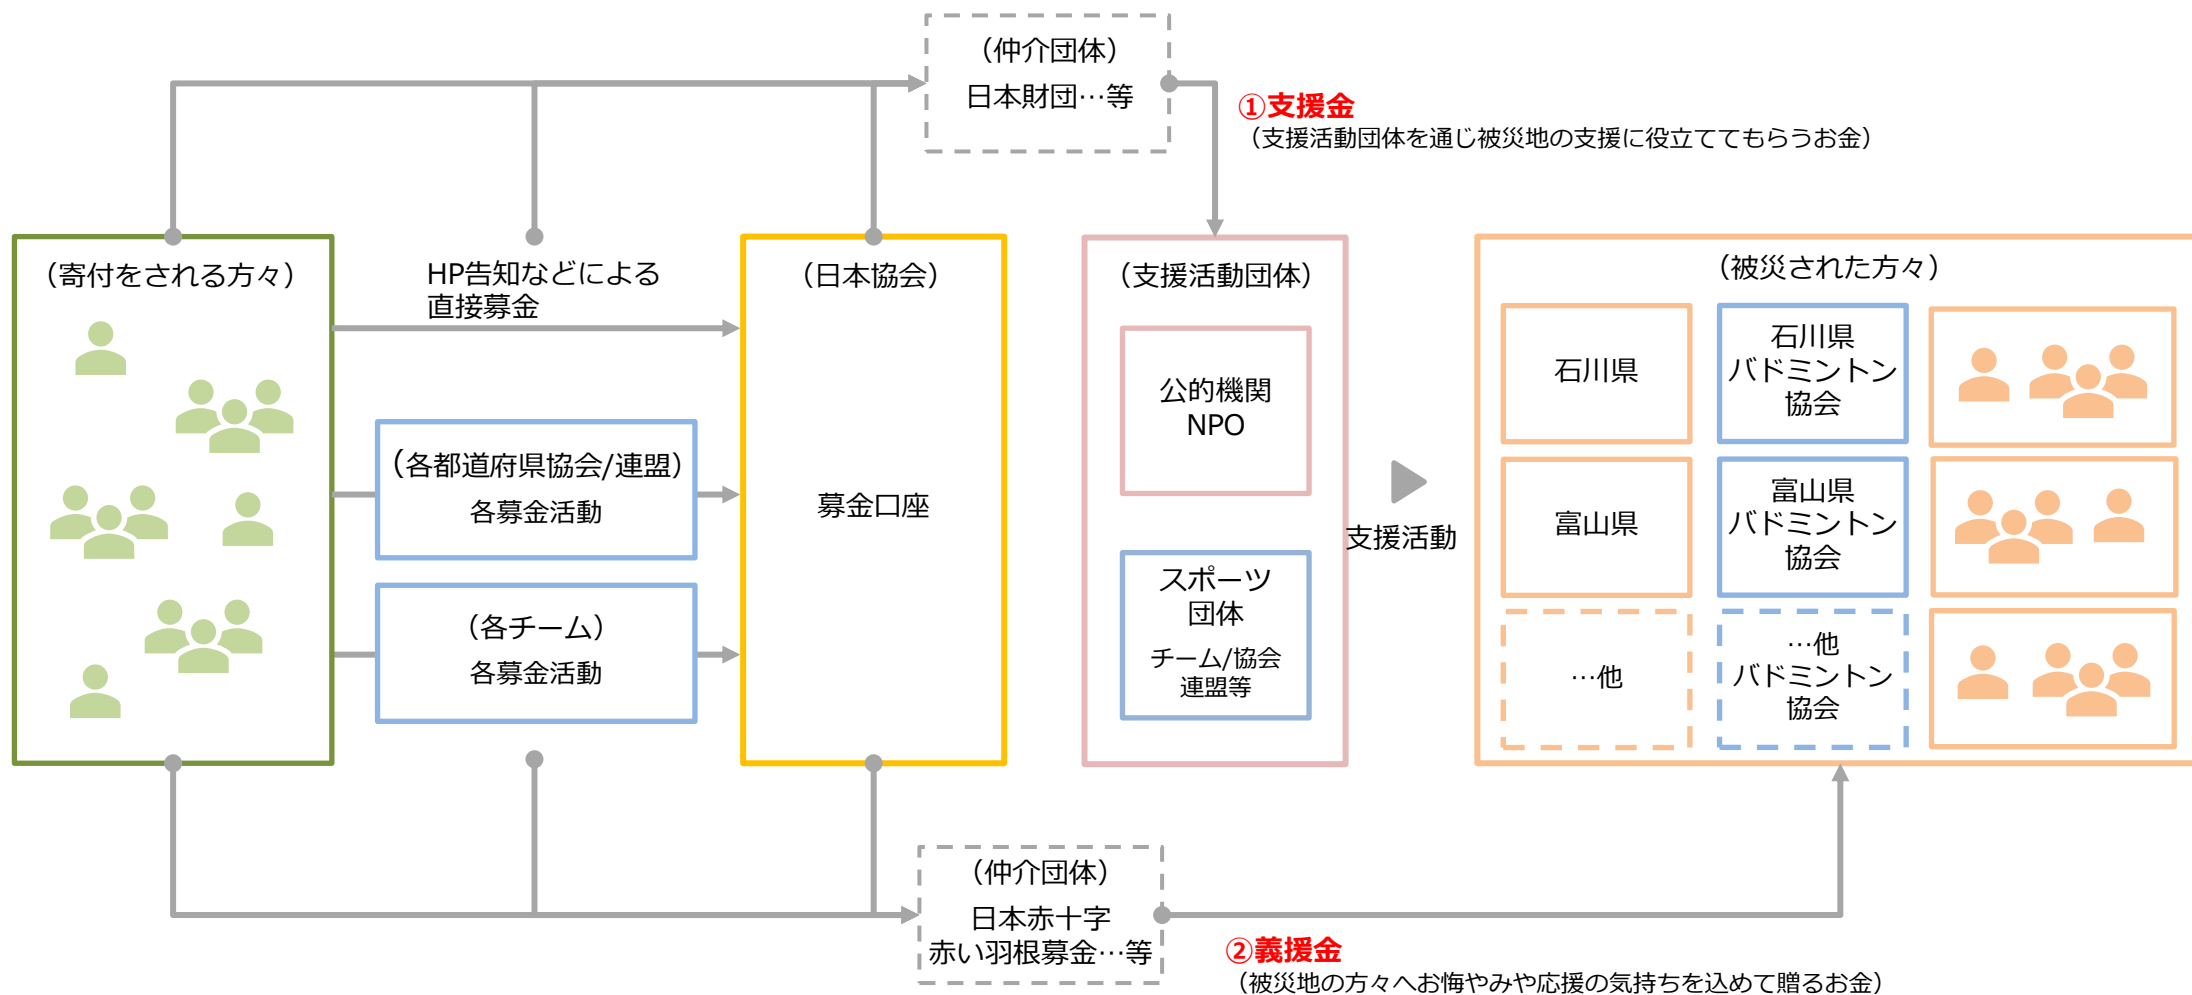 （仲介団体）
日本財団…等
①支援金
（支援活動団体を通じ被災地の支援に役立ててもらうお金）
（寄付をされる方々）
HP告知などによる
直接募金
（各都道府県協会/連盟）
各募金活動
（各チーム）
各募金活動
（日本協会）
募金口座
（支援活動団体）
公的機関
NPO
スポーツ
団体
チーム/協会
連盟等
支援活動
（被災された方々）
石川県
石川県
バドミントン
協会
富山県
富山県
バドミントン
協会
…他
…他
バドミントン
協会
（仲介団体）
日本赤十字
赤い羽根募金…等
②義援金
（被災地の方々へお悔やみや応援の気持ちを込めて贈るお金）